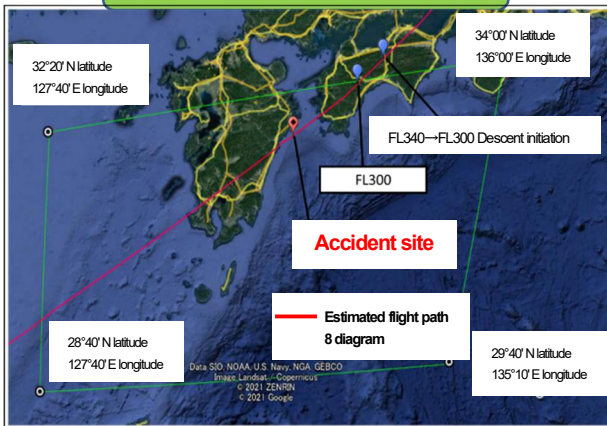 34°00' N latitude
136°00' E longitude
32°20' N latitude
127°40' E longitude
FL340→FL300 Descent initiation
FL300
Accident site
Estimated flight path
8 diagram
28°40' N latitude
127°40' E longitude
29°40' N latitude
135°10' E longitude
Data SIO, NOAA, U.S. Navy, NGA, GEBCO
Image Landsat / Copernicus
© 2021 ZENRIN
© 2021 Google